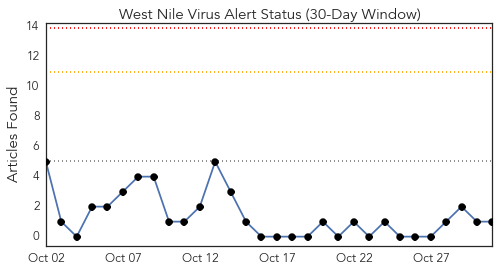 West Nile Virus Alert Status (30-Day Window)
Articles Found
14
12
10
8
6
4
2
0
Oct 02
Oct 07
Oct 12
Oct 17
Oct 22
Oct 27